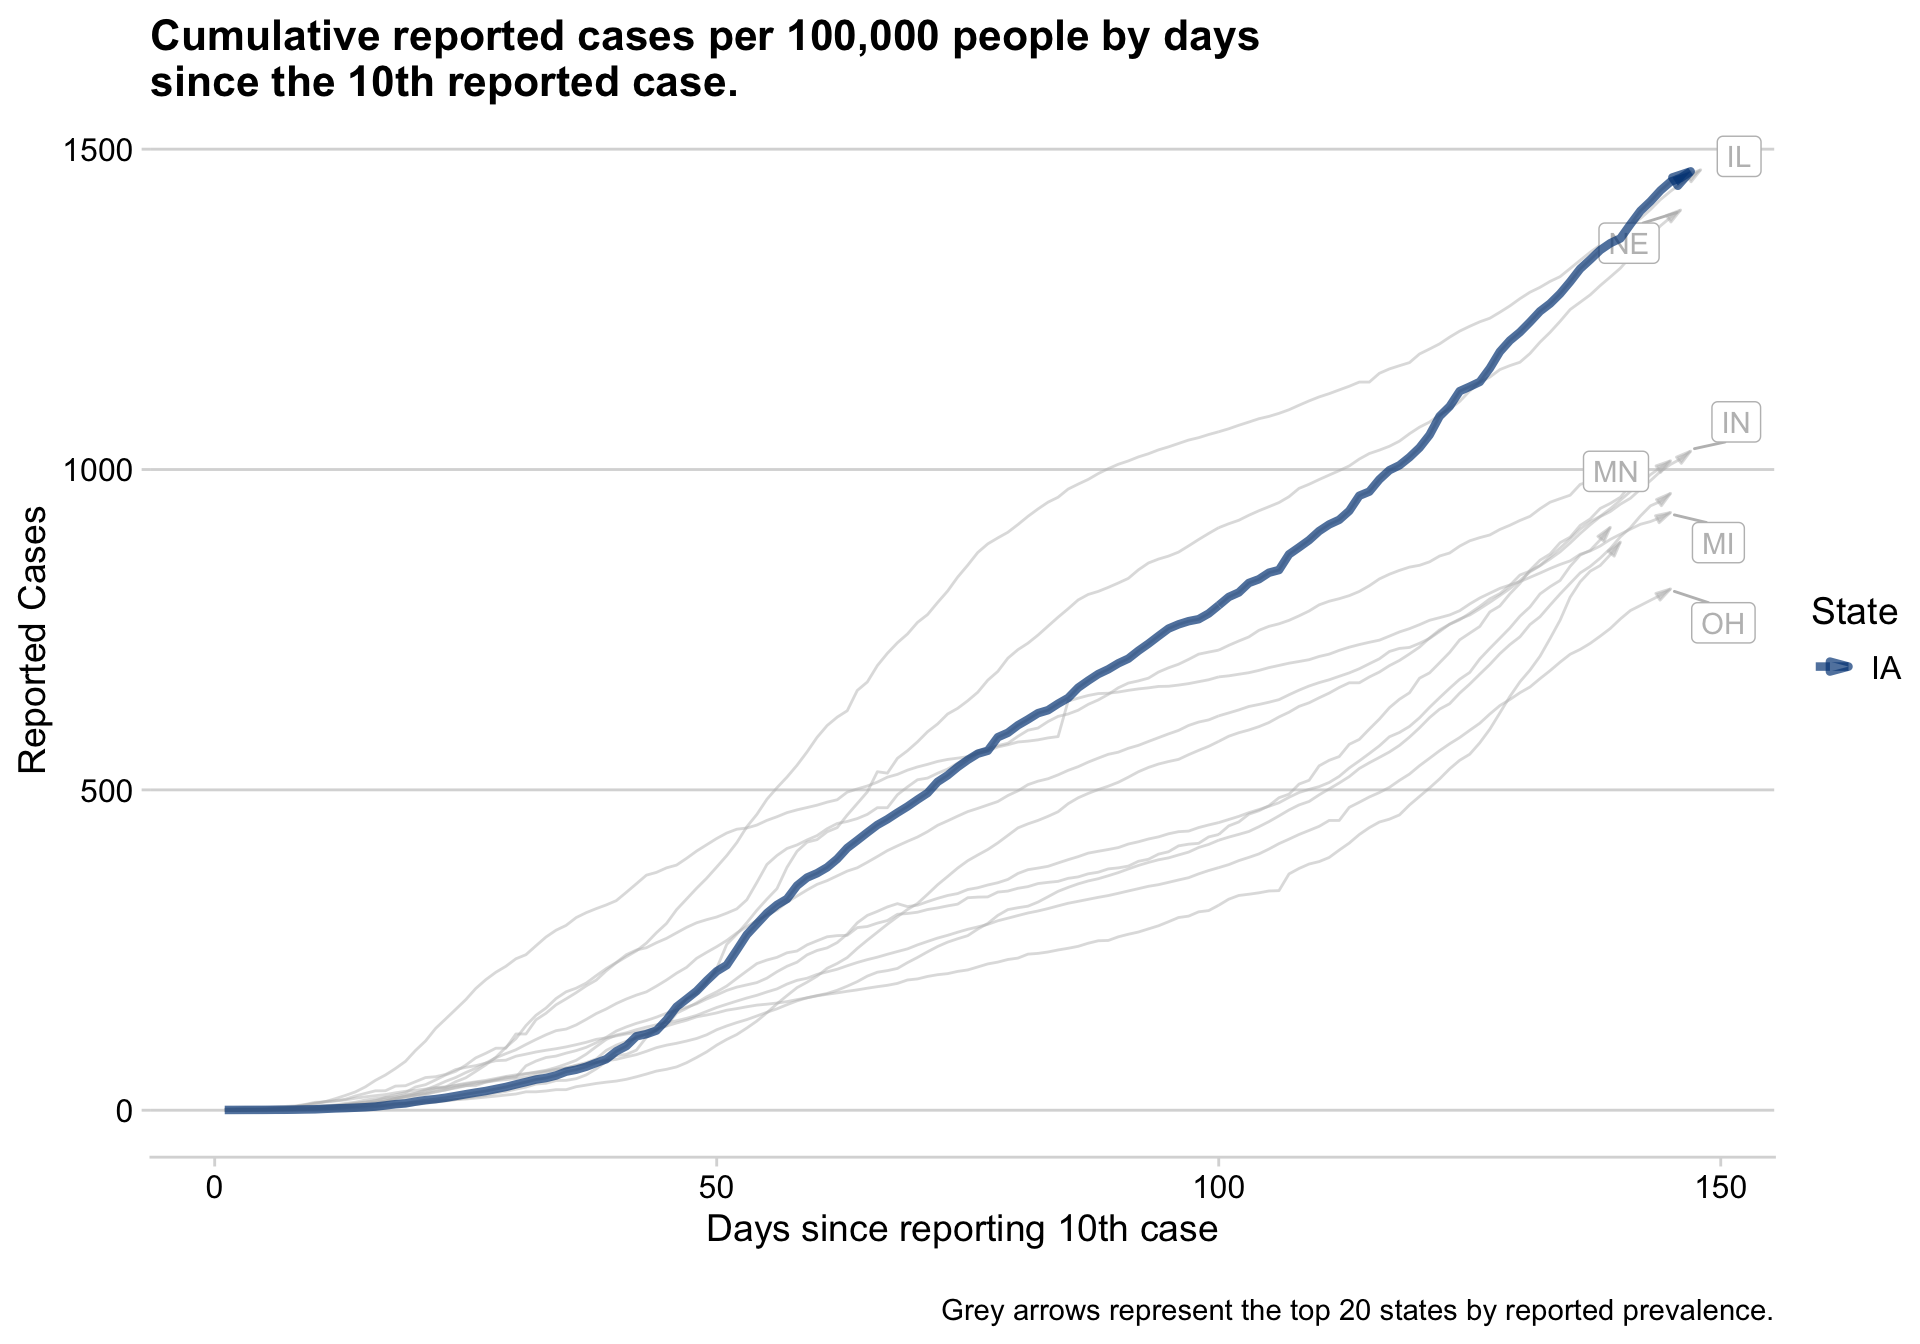 Cumulative reported cases per 100,000 people by days
since the 10th reported case.
1500
IL
NE
IN
1000
MN
MI
OH
Reported Cases
State
IA
500
0
0
50
100
150
Days since reporting 10th case
Grey arrows represent the top 20 states by reported prevalence.